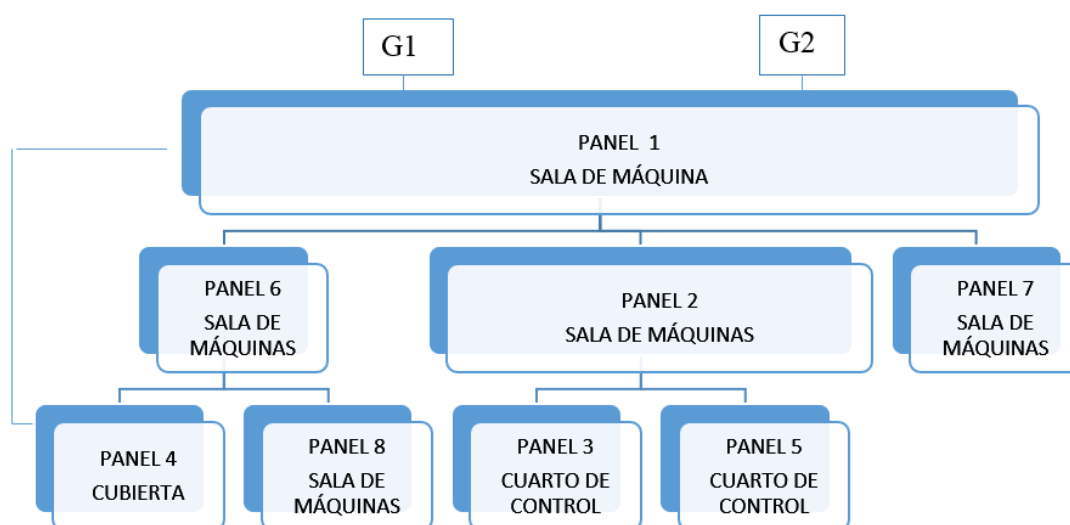 G1
G2
PANEL 1
SALA DE MÁQUINA
PANEL 6
SALA DE
MÁQUINAS
PANEL 2
SALA DE MÁQUINAS
PANEL 7
SALA DE
MÁQUINAS
PANEL 4
CUBIERTA
PANEL 8
SALA DE
MÁQUINAS
PANEL 3
CUARTO DE
CONTROL
PANEL 5
CUARTO DE
CONTROL